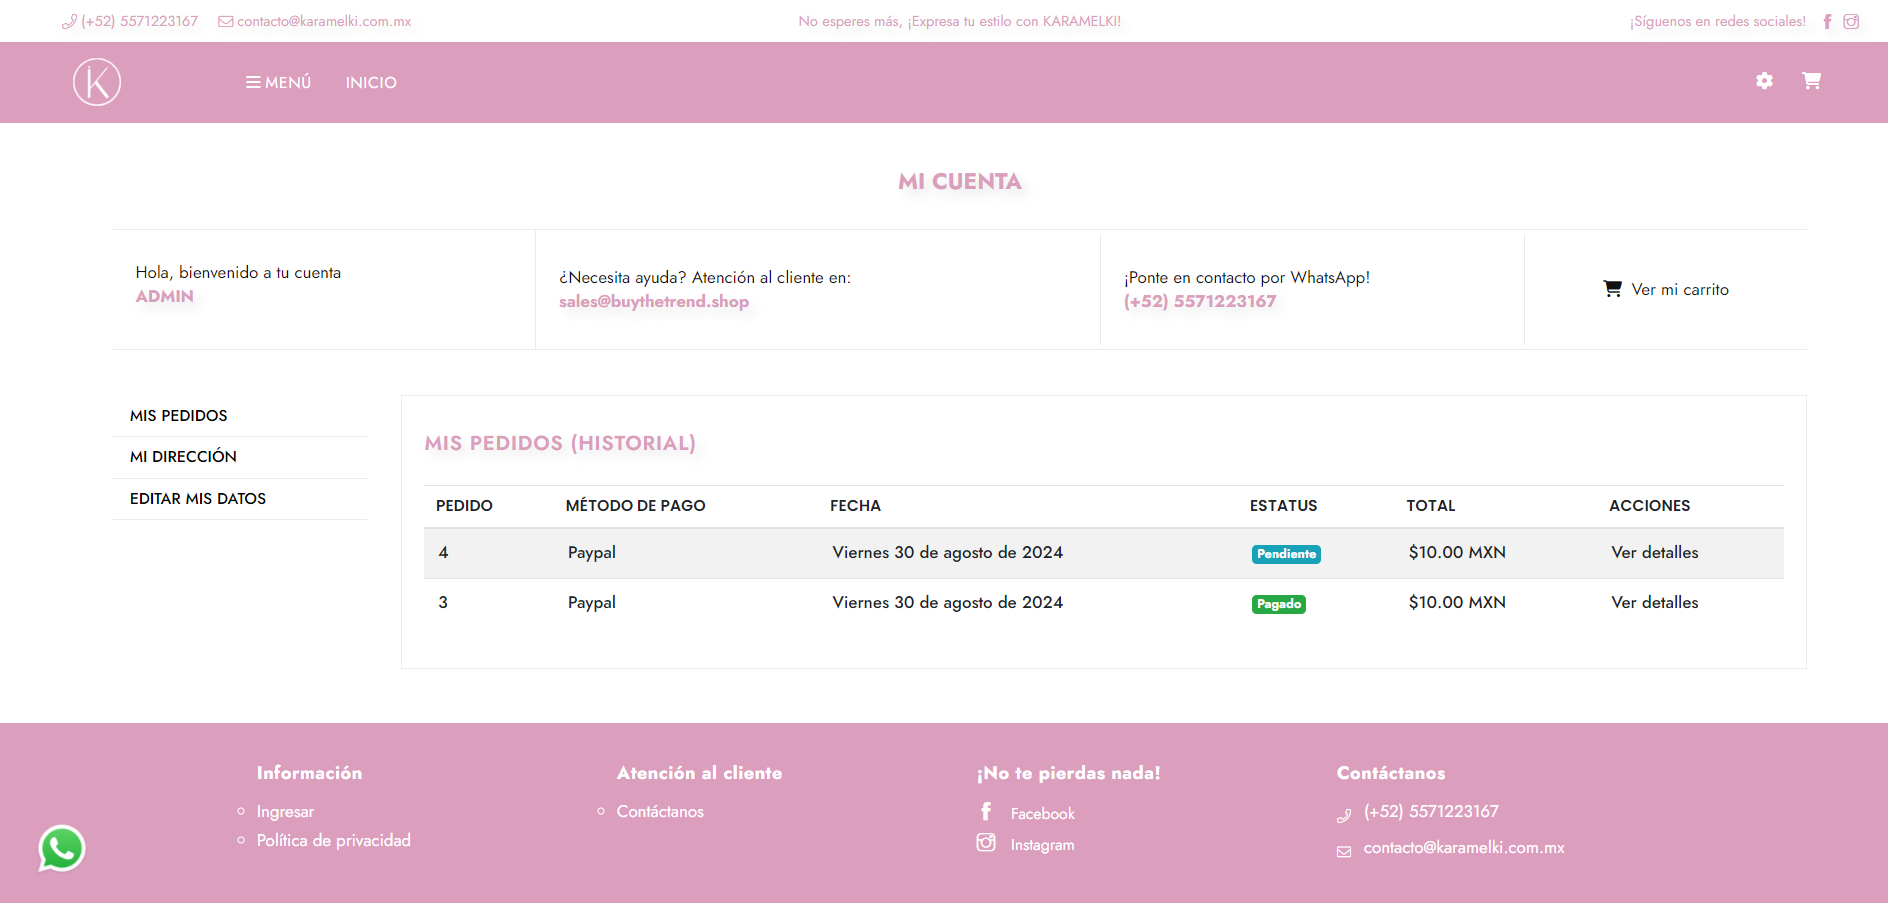 (+52) 5571223167 contacto@karamelki.com.mx No esperes más, ¡Expresa tu estilo con KARAMELKI! ¡Síguenos en redes sociales!
K MENÚ INICIO
MI CUENTA
Hola, bienvenido a tu cuenta
ADMIN
¿Necesita ayuda? Atención al cliente en:
sales@buythetrend.shop
¡Ponte en contacto por WhatsApp!
(+52) 5571223167
Ver mi carrito
MIS PEDIDOS
MI DIRECCIÓN
EDITAR MIS DATOS
MIS PEDIDOS (HISTORIAL)
PEDIDO MÉTODO DE PAGO FECHA ESTATUS TOTAL ACCIONES
4 Paypal Viernes 30 de agosto de 2024 Pendiente $10.00 MXN Ver detalles
3 Paypal Viernes 30 de agosto de 2024 Pagado $10.00 MXN Ver detalles
Información
Ingresar
Política de privacidad
Atención al cliente
Contáctanos
¡No te pierdas nada!
Facebook
Instagram
Contáctanos
(+52) 5571223167
contacto@karamelki.com.mx